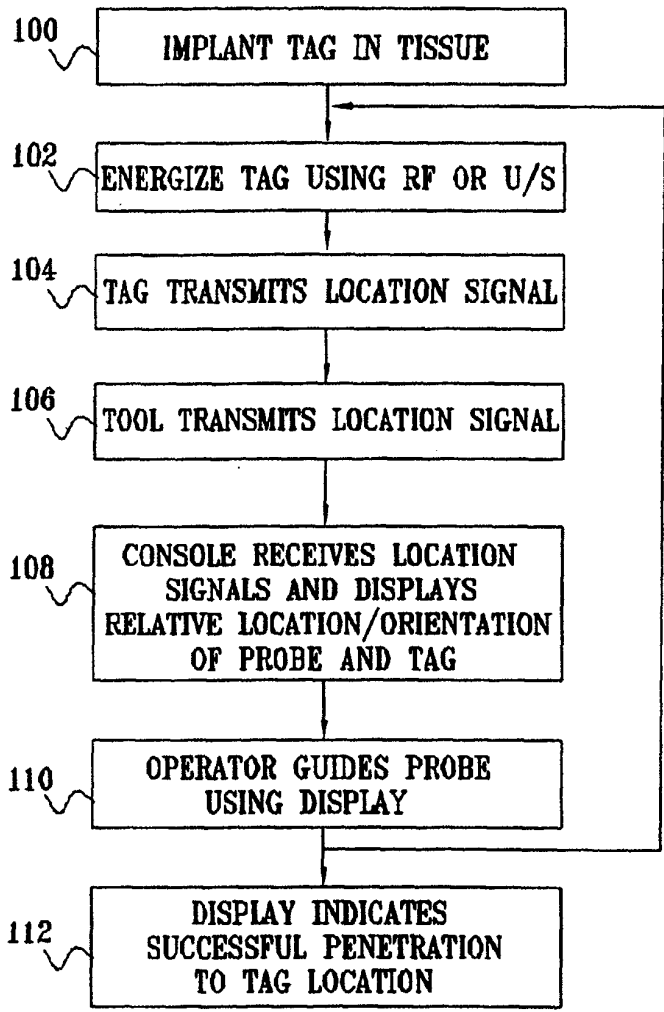 100
IMPLANT TAG IN TISSUE
102
ENERGIZE TAG USING RF OR U/S
104
TAG TRANSMITS LOCATION SIGNAL
106
TOOL TRANSMITS LOCATION SIGNAL
108
CONSOLE RECEIVES LOCATION
SIGNALS AND DISPLAYS
RELATIVE LOCATION/ORIENTATION
OF PROBE AND TAG
110
OPERATOR GUIDES PROBE
USING DISPLAY
112
DISPLAY INDICATES
SUCCESSFUL PENETRATION
TO TAG LOCATION